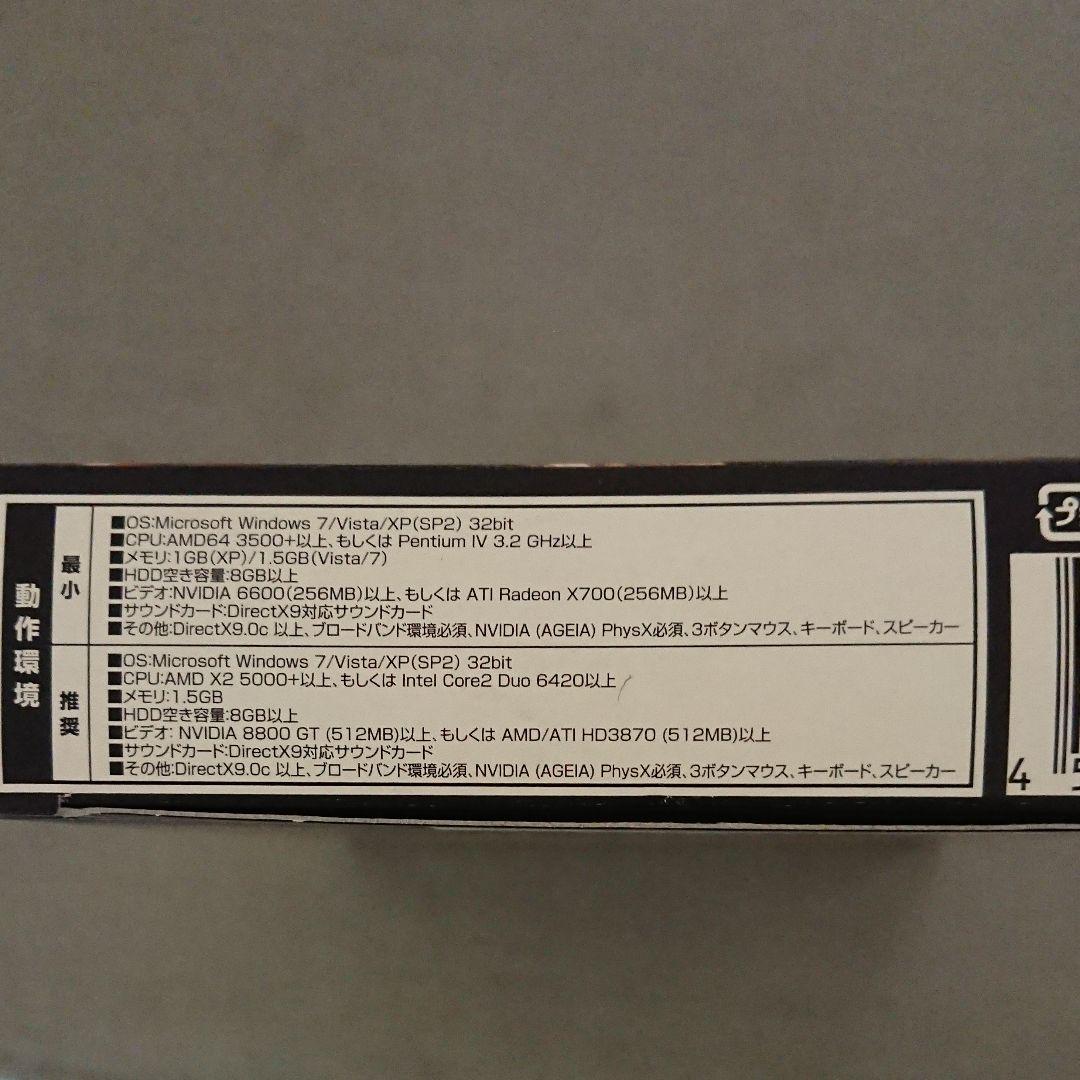 動作環境
最小
■OS:Microsoft Windows 7/Vista/XP(SP2) 32bit
■CPU:AMD64 3500+以上、もしくは Pentium IV 3.2 GHz以上
■メモリ:1GB(XP)/1.5GB(Vista/7)
■HDD空き容量:8GB以上
■ビデオ:NVIDIA 6600(256MB)以上、もしくは ATI Radeon X700(256MB)以上
■サウンドカード:DirectX9対応サウンドカード
■その他:DirectX9.0c 以上、ブロードバンド環境必須、NVIDIA (AGEIA) PhysX必須、3ボタンマウス、キーボード、スピーカー
推奨
■OS:Microsoft Windows 7/Vista/XP(SP2) 32bit
■CPU:AMD X2 5000+以上、もしくは Intel Core2 Duo 6420以上
■メモリ:1.5GB
■HDD空き容量:8GB以上
■ビデオ: NVIDIA 8800 GT (512MB)以上、もしくは AMD/ATI HD3870 (512MB)以上
■サウンドカード:DirectX9対応サウンドカード
■その他:DirectX9.0c 以上、ブロードバンド環境必須、NVIDIA (AGEIA) PhysX必須、3ボタンマウス、キーボード、スピーカー
プ
4